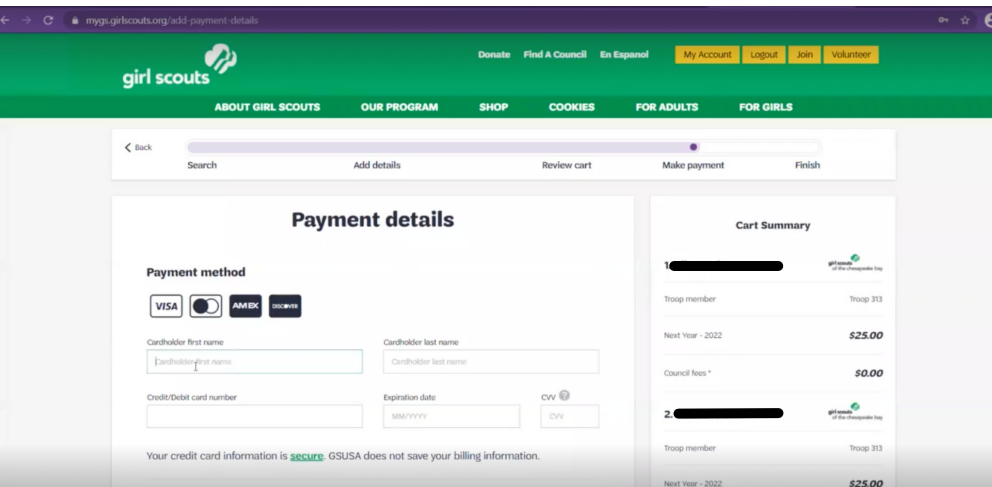 mygs.girlscouts.org/add-payment-details
girl scouts
Donate Find A Council En Espanol My Account Logout Join Volunteer
ABOUT GIRL SCOUTS OUR PROGRAM SHOP COOKIES FOR ADULTS FOR GIRLS
Back
Search Add details Review cart Make payment Finish
Payment details
Payment method
VISA AMEX DISCOVER
Cardholder first name Cardholder last name
Cardholder first name Cardholder last name
Credit/Debit card number Expiration date CVV ?
MM/YYYY CVV
Your credit card information is secure. GSUSA does not save your billing information.
Cart Summary
1.
girl scouts
of the chesapeake bay
Troop member Troop 313
Next Year - 2022 $25.00
Council fees * $0.00
2.
girl scouts
of the chesapeake bay
Troop member Troop 313
Next Year - 2022 $25.00